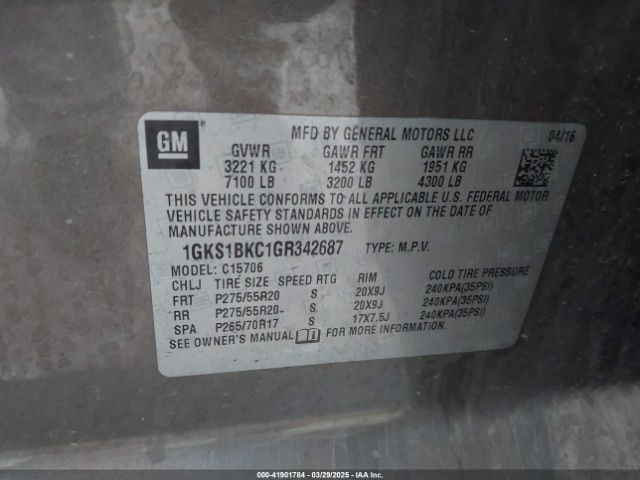 GM
MFD BY GENERAL MOTORS LLC 04/16
GVWR GAWR FRT GAWR RR
3221 KG 1452 KG 1951 KG
7100 LB 3200 LB 4300 LB
THIS VEHICLE CONFORMS TO ALL APPLICABLE U.S. FEDERAL MOTOR
VEHICLE SAFETY STANDARDS IN EFFECT ON THE DATE OF
MANUFACTURE SHOWN ABOVE.
1GKS1BKC1GR342687 TYPE: M.P.V.
MODEL: C15706
CHLJ TIRE SIZE SPEED RTG RIM COLD TIRE PRESSURE
FRT P275/55R20 S 20X9J 240KPA(35PSI)
RR P275/55R20 S 20X9J 240KPA(35PSI)
SPA P265/70R17 S 17X7.5J 240KPA(35PSI)
SEE OWNER'S MANUAL FOR MORE INFORMATION.
000-41901784 - 03/29/2025 - IAA Inc.